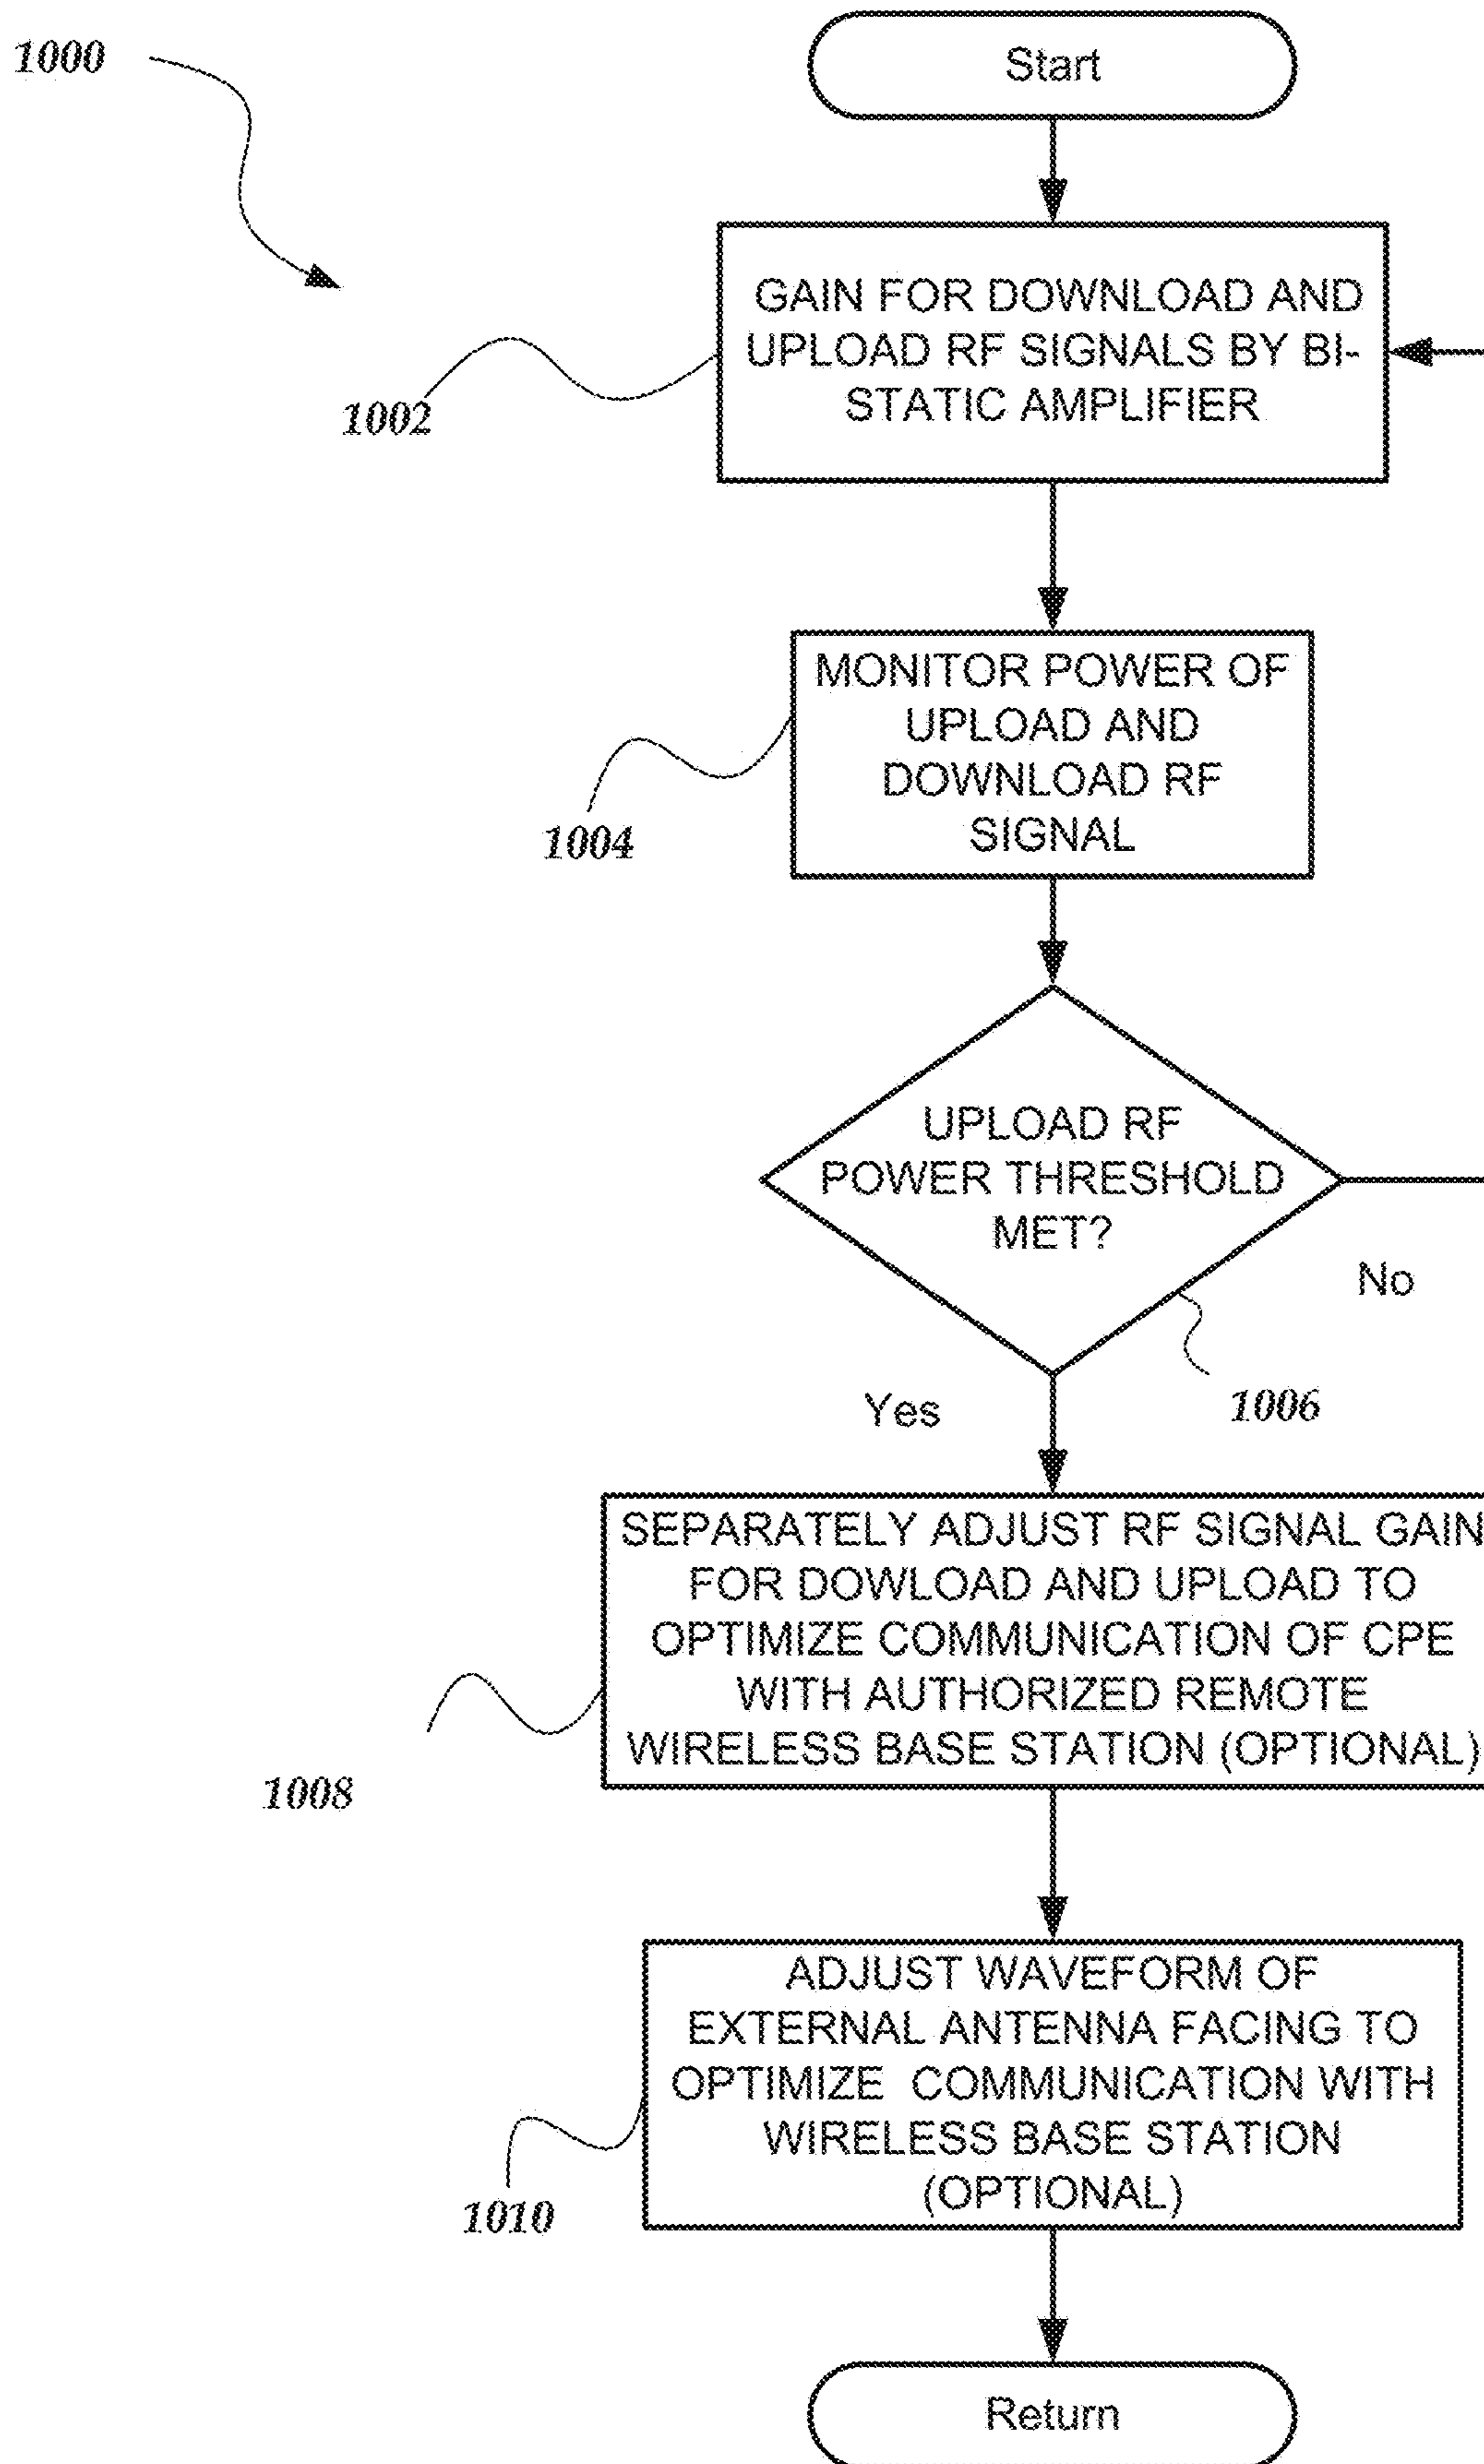 1000
Start
GAIN FOR DOWNLOAD AND
UPLOAD RF SIGNALS BY BI-
STATIC AMPLIFIER
1002
MONITOR POWER OF
UPLOAD AND
DOWNLOAD RF
SIGNAL
1004
UPLOAD RF
POWER THRESHOLD
MET?
No
Yes
1006
SEPARATELY ADJUST RF SIGNAL GAIN
FOR DOWLOAD AND UPLOAD TO
OPTIMIZE COMMUNICATION OF CPE
WITH AUTHORIZED REMOTE
WIRELESS BASE STATION (OPTIONAL)
1008
ADJUST WAVEFORM OF
EXTERNAL ANTENNA FACING TO
OPTIMIZE COMMUNICATION WITH
WIRELESS BASE STATION
(OPTIONAL)
1010
Return